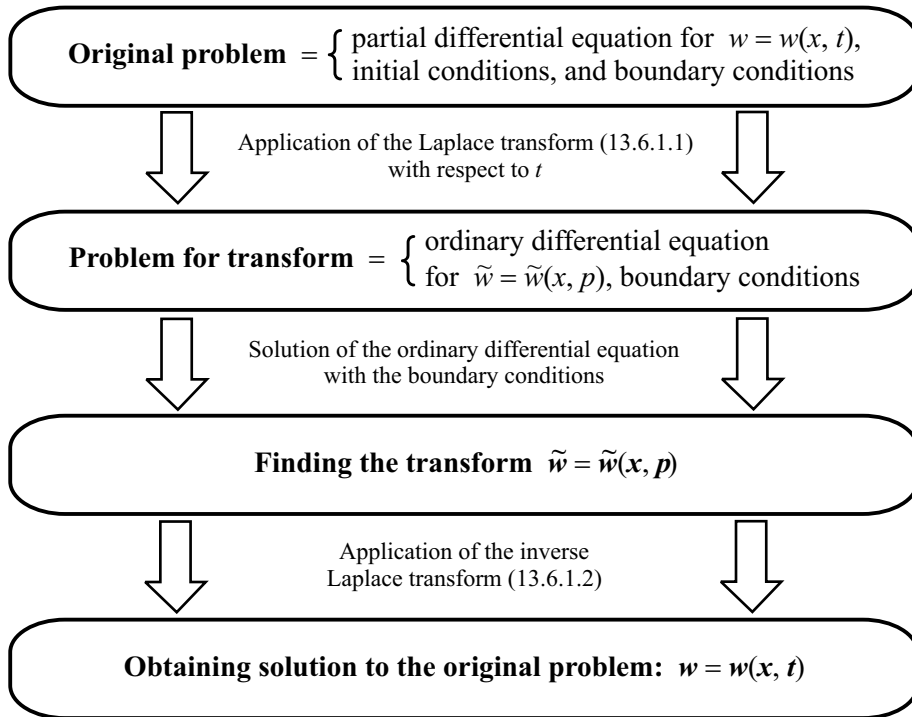 Original problem = { partial differential equation for w = w(x, t),
initial conditions, and boundary conditions
Application of the Laplace transform (13.6.1.1)
with respect to t
Problem for transform = { ordinary differential equation
for w̃ = w̃(x, p), boundary conditions
Solution of the ordinary differential equation
with the boundary conditions
Finding the transform w̃ = w̃(x, p)
Application of the inverse
Laplace transform (13.6.1.2)
Obtaining solution to the original problem: w = w(x, t)